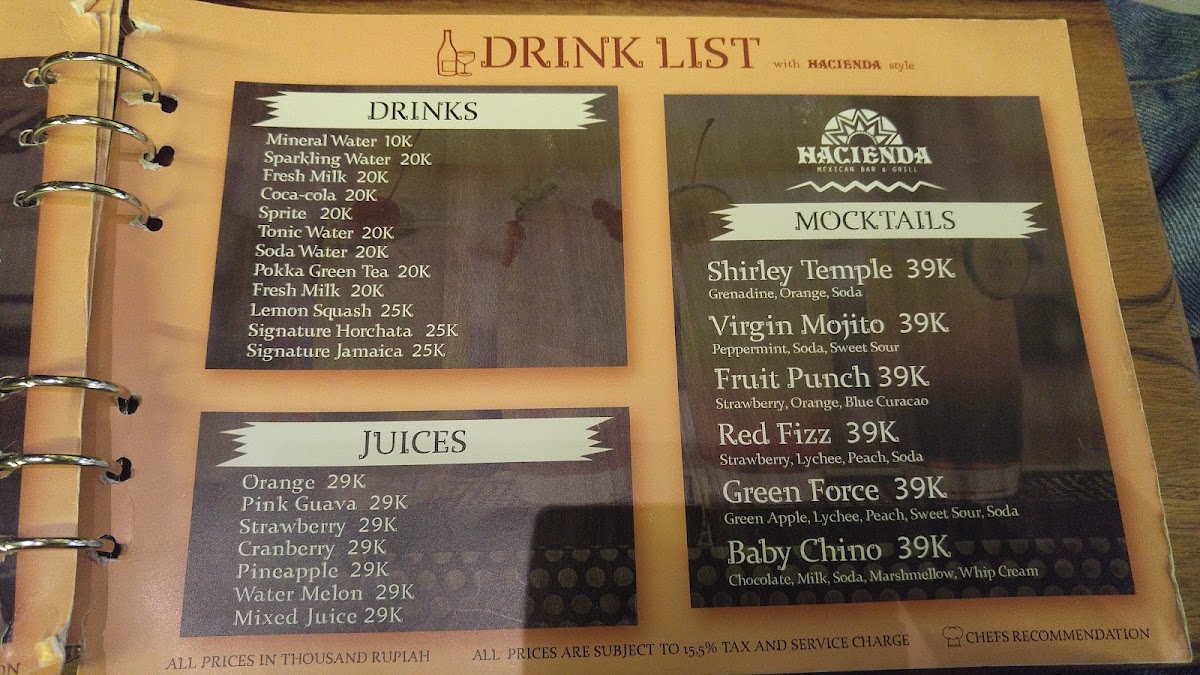 DRINK LIST with HACIENDA style
DRINKS
Mineral Water 10K
Sparkling Water 20K
Fresh Milk 20K
Coca-cola 20K
Sprite 20K
Tonic Water 20K
Soda Water 20K
Pokka Green Tea 20K
Fresh Milk 20K
Lemon Squash 25K
Signature Horchata 25K
Signature Jamaica 25K
JUICES
Orange 29K
Pink Guava 29K
Strawberry 29K
Cranberry 29K
Pineapple 29K
Water Melon 29K
Mixed Juice 29K
HACIENDA
MEXICAN BAR & GRILL
MOCKTAILS
Shirley Temple 39K
Grenadine, Orange, Soda
Virgin Mojito 39K
Peppermint, Soda, Sweet Sour
Fruit Punch 39K
Strawberry, Orange, Blue Curacao
Red Fizz 39K
Strawberry, Lychee, Peach, Soda
Green Force 39K
Green Apple, Lychee, Peach, Sweet Sour, Soda
Baby Chino 39K
Chocolate, Milk, Soda, Marshmellow, Whip Cream
ALL PRICES IN THOUSAND RUPIAH
ALL PRICES ARE SUBJECT TO 15.5% TAX AND SERVICE CHARGE
CHEFS RECOMMENDATION